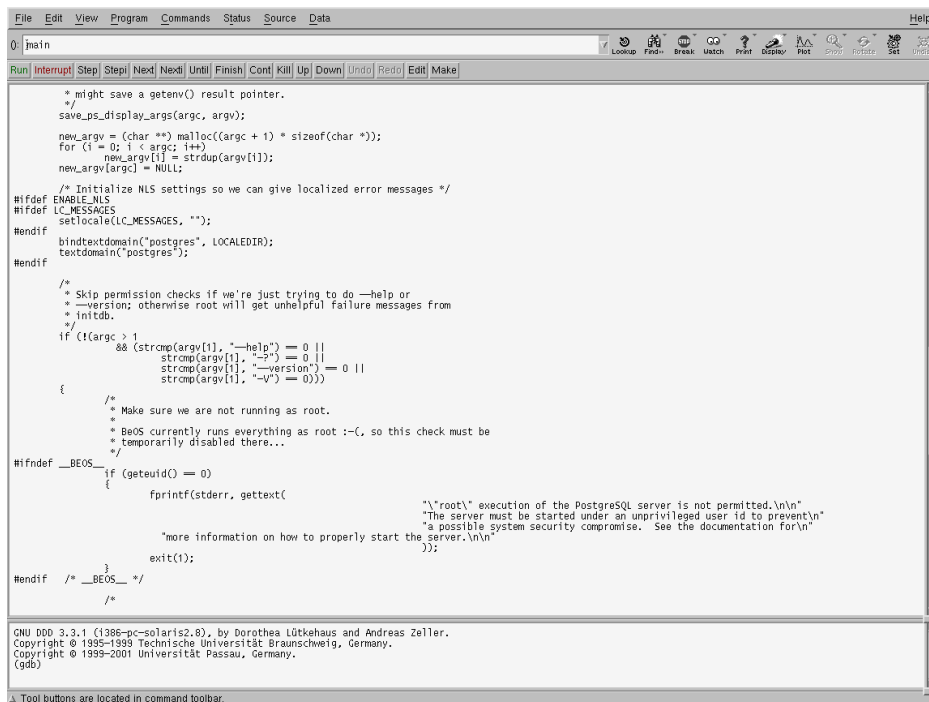 File Edit View Program Commands Status Source Data Help
(): main
Lookup Find» Break Watch Print Display Plot Show Rotate Set Undisp
Run Interrupt Step Stepi Next Nexti Until Finish Cont Kill Up Down Undo Redo Edit Make
* might save a getenv() result pointer.
*/
save_ps_display_args(argc, argv);
new_argv = (char **) malloc((argc + 1) * sizeof(char *));
for (i = 0; i < argc; i++)
new_argv[i] = strdup(argv[i]);
new_argv[argc] = NULL;
/* Initialize NLS settings so we can give localized error messages */
#ifdef ENABLE_NLS
#ifdef LC_MESSAGES
setlocale(LC_MESSAGES, "");
#endif
bindtextdomain("postgres", LOCALEDIR);
textdomain("postgres");
#endif
/*
* Skip permission checks if we're just trying to do --help or
* --version; otherwise root will get unhelpful failure messages from
* initdb.
*/
if (!(argc > 1
&& (strcmp(argv[1], "--help") == 0 ||
strcmp(argv[1], "-?") == 0 ||
strcmp(argv[1], "--version") == 0 ||
strcmp(argv[1], "-V") == 0)))
{
/*
* Make sure we are not running as root.
*
* BeOS currently runs everything as root :-(, so this check must be
* temporarily disabled there...
*/
#ifndef __BEOS__
if (geteuid() == 0)
{
fprintf(stderr, gettext(
"\"root\" execution of the PostgreSQL server is not permitted.\n\n"
"The server must be started under an unprivileged user id to prevent\n"
"a possible system security compromise.  See the documentation for\n"
"more information on how to properly start the server.\n\n"
));
exit(1);
}
#endif /* __BEOS__ */
/*
GNU DDD 3.3.1 (i386-pc-solaris2.8), by Dorothea Lütkehaus and Andreas Zeller.
Copyright © 1995-1999 Technische Universität Braunschweig, Germany.
Copyright © 1999-2001 Universität Passau, Germany.
(gdb)
Tool buttons are located in command toolbar.